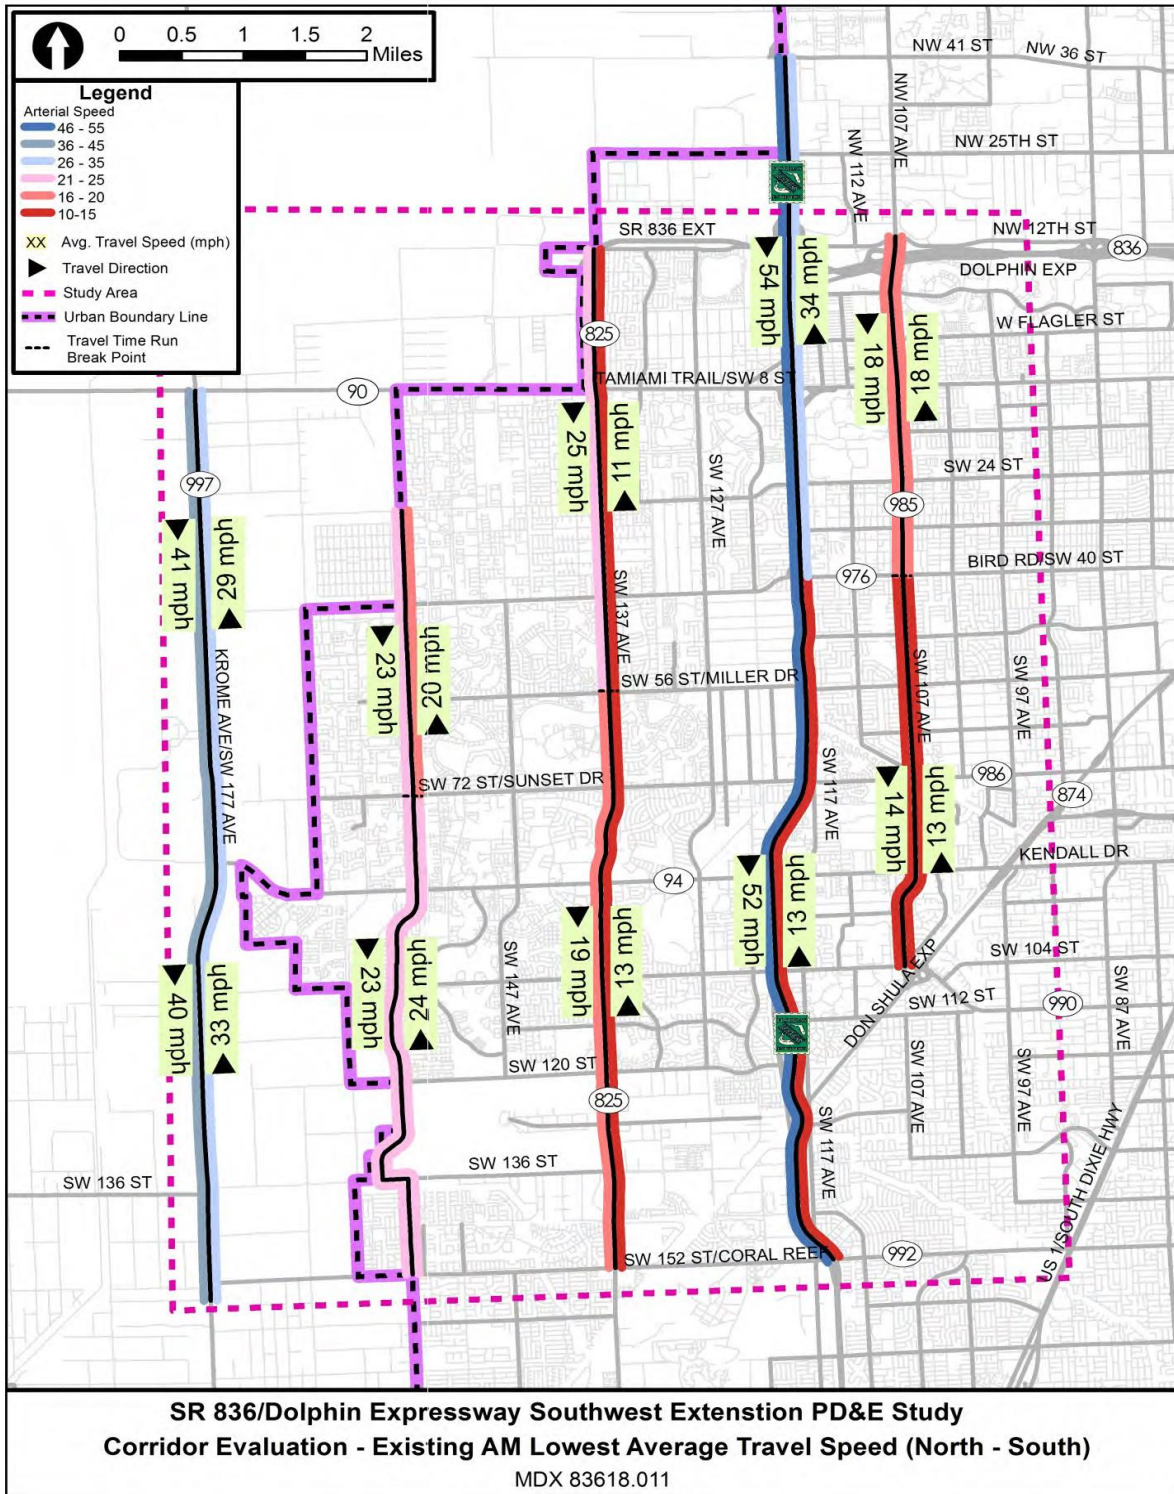 0 0.5 1 1.5 2
Miles
Legend
Arterial Speed
46 - 55
36 - 45
26 - 35
21 - 25
16 - 20
10-15
XX Avg. Travel Speed (mph)
Travel Direction
Study Area
Urban Boundary Line
Travel Time Run
Break Point
NW 41 ST
NW 36 ST
NW 107 AVE
NW 25TH ST
NW 112 AVE
SR 836 EXT
NW 12TH ST
836
DOLPHIN EXP
54 mph
34 mph
W FLAGLER ST
825
18 mph
18 mph
90
TAMIAMI TRAIL/SW 8 ST
25 mph
11 mph
SW 127 AVE
SW 24 ST
997
985
41 mph
29 mph
BIRD RD/SW 40 ST
976
SW 137 AVE
23 mph
20 mph
KROME AVE/SW 177 AVE
SW 56 ST/MILLER DR
SW 107 AVE
SW 97 AVE
SW 72 ST/SUNSET DR
SW 117 AVE
986
874
14 mph
13 mph
KENDALL DR
94
52 mph
13 mph
19 mph
13 mph
23 mph
24 mph
SW 147 AVE
40 mph
33 mph
SW 104 ST
DON SHULA EXP
SW 112 ST
990
SW 87 AVE
SW 120 ST
SW 107 AVE
SW 97 AVE
825
SW 117 AVE
SW 136 ST
SW 136 ST
US 1/SOUTH DIXIE HWY
SW 152 ST/CORAL REEF
992
SR 836/Dolphin Expressway Southwest Extenstion PD&E Study
Corridor Evaluation - Existing AM Lowest Average Travel Speed (North - South)
MDX 83618.011